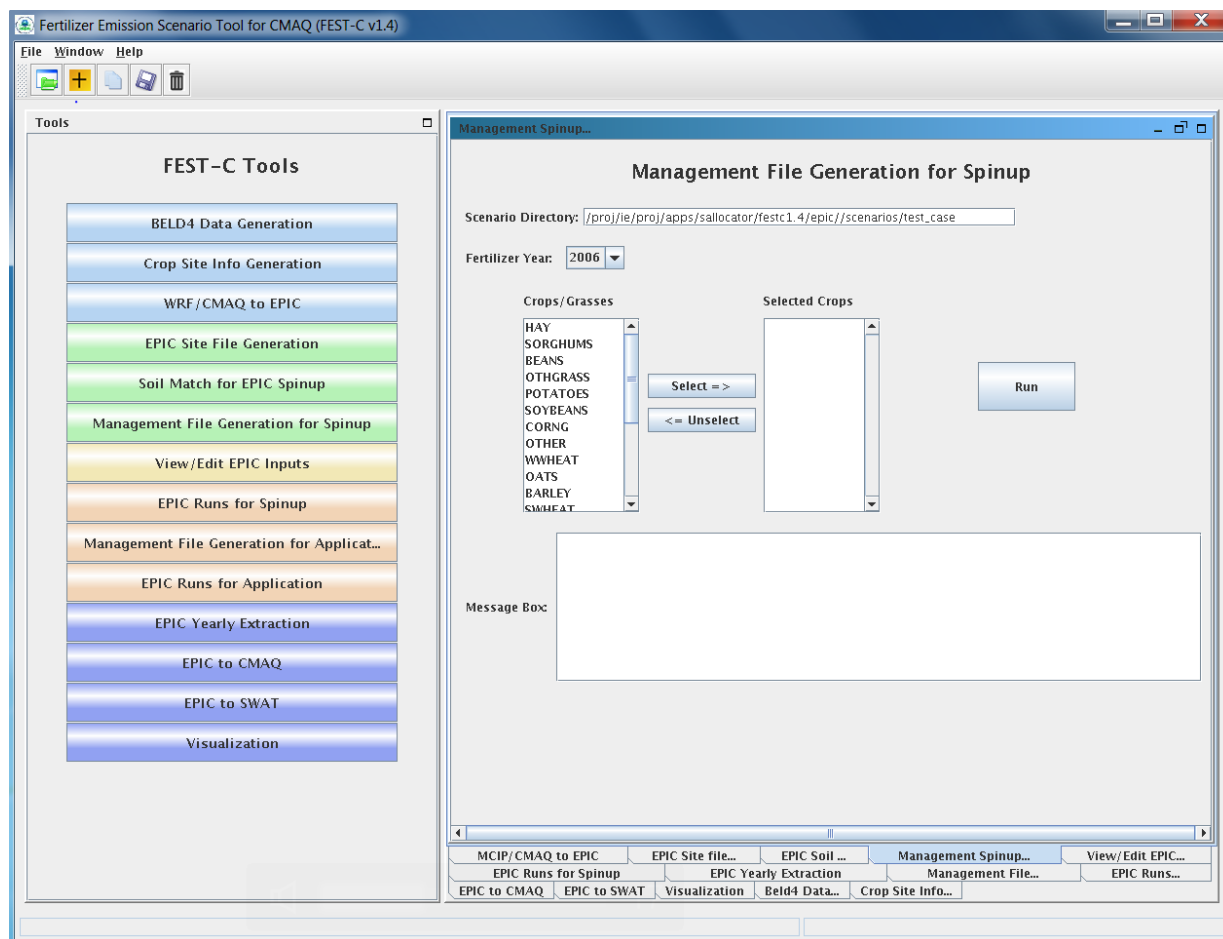 Fertilizer Emission Scenario Tool for CMAQ (FEST-C v1.4)
File Window Help
Tools
FEST-C Tools
BELD4 Data Generation
Crop Site Info Generation
WRF/CMAQ to EPIC
EPIC Site File Generation
Soil Match for EPIC Spinup
Management File Generation for Spinup
View/Edit EPIC Inputs
EPIC Runs for Spinup
Management File Generation for Applicat...
EPIC Runs for Application
EPIC Yearly Extraction
EPIC to CMAQ
EPIC to SWAT
Visualization
Management Spinup...
Management File Generation for Spinup
Scenario Directory: /proj/ie/proj/apps/sallocator/festc1.4/epic//scenarios/test_case
Fertilizer Year: 2006
Crops/Grasses Selected Crops
HAY
SORGHUMS
BEANS
OTHGRASS
POTATOES
SOYBEANS
CORNG
OTHER
WWHEAT
OATS
BARLEY
SWHEAT
Select =>
<= Unselect
Run
Message Box:
MCIP/CMAQ to EPIC EPIC Site file... EPIC Soil ... Management Spinup... View/Edit EPIC...
EPIC Runs for Spinup EPIC Yearly Extraction Management File... EPIC Runs...
EPIC to CMAQ EPIC to SWAT Visualization Beld4 Data... Crop Site Info...